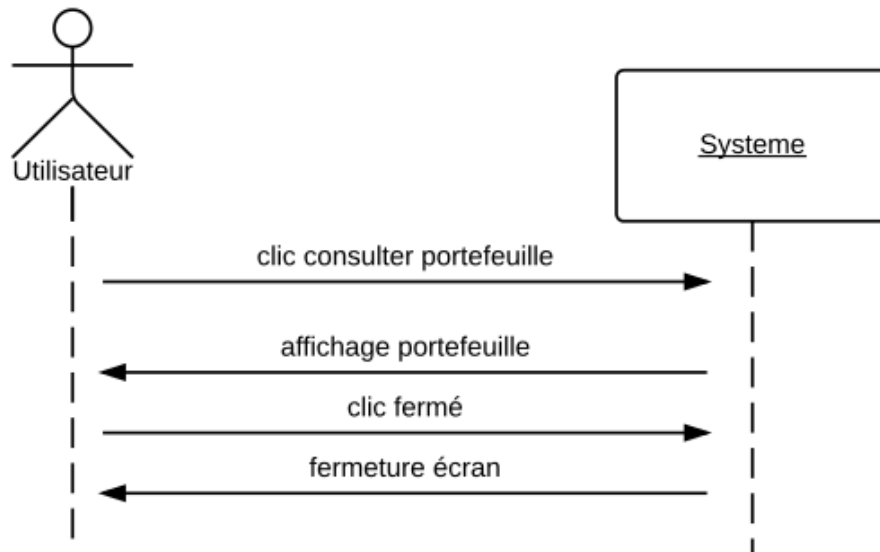 Utilisateur
Systeme
clic consulter portefeuille
affichage portefeuille
clic fermé
fermeture écran